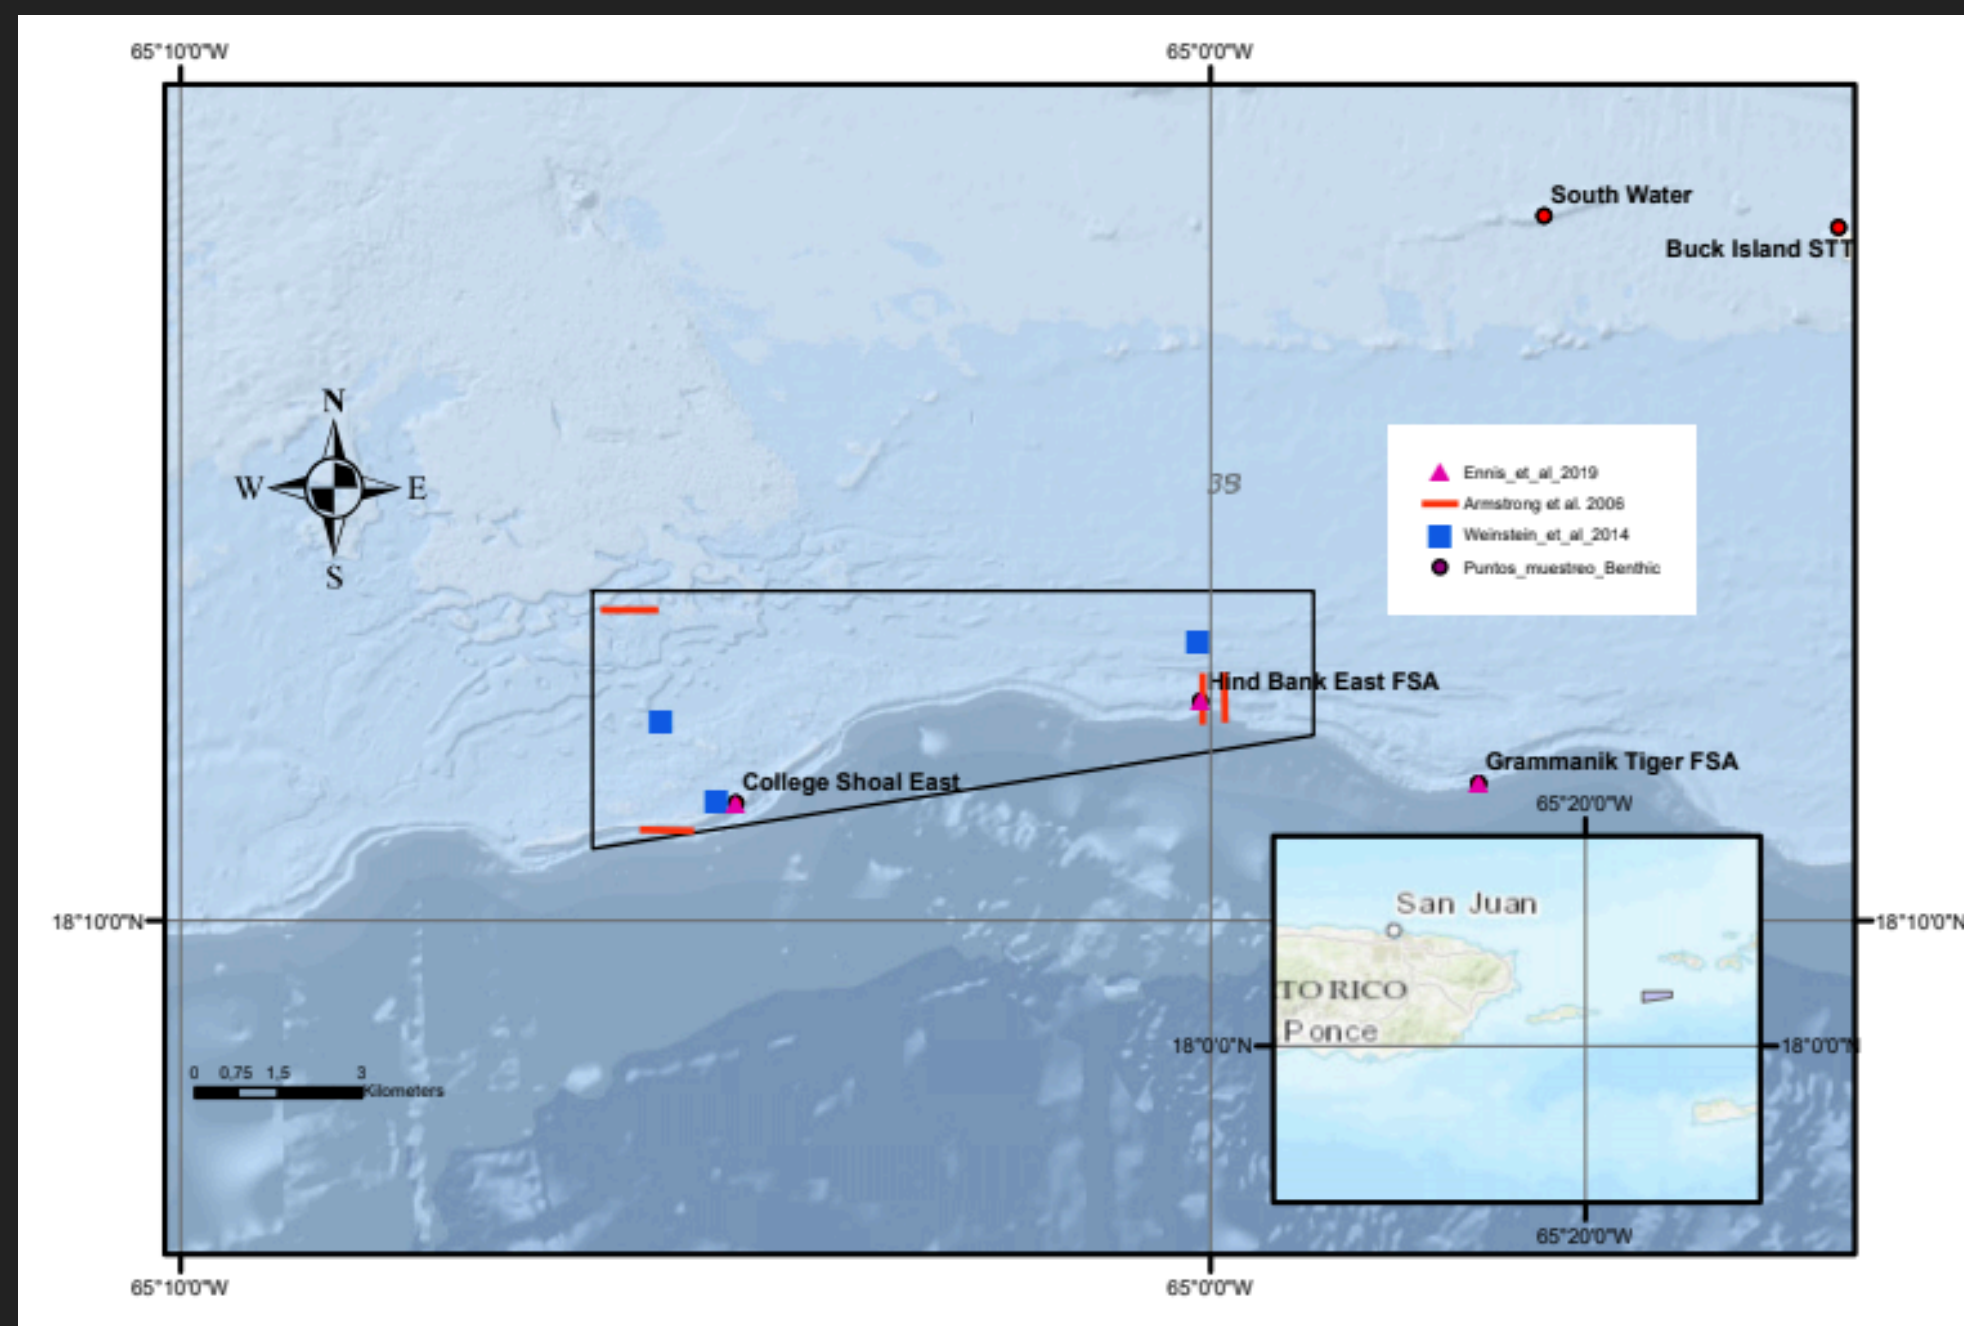 65°10'0"W
65°0'0"W
South Water
Buck Island STT
N
W
E
S
38
Ennis_et_al_2019
Armstrong et al. 2006
Weinstein_et_al_2014
Puntos_muestreo_Benthic
Hind Bank East FSA
Grammanik Tiger FSA
College Shoal East
65°20'0"W
18°10'0"N
18°10'0"N
San Juan
TO RICO
Ponce
18°0'0"N
18°0'0"N
0 0,75 1,5 3
Kilometers
65°20'0"W
65°10'0"W
65°0'0"W